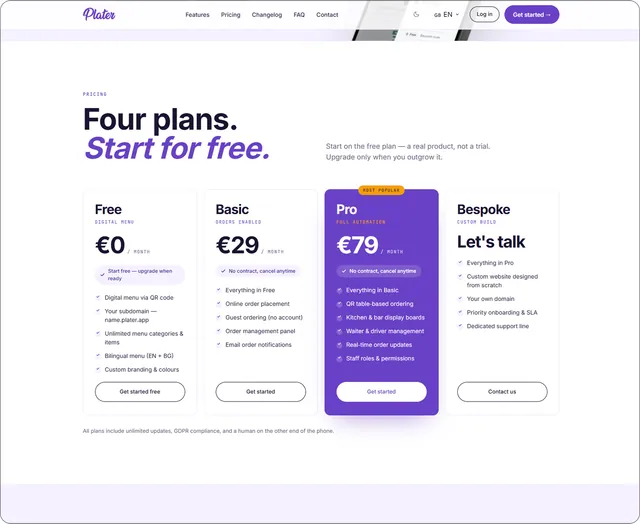 Plater
Features
Pricing
Changelog
FAQ
Contact
GB EN
Log in
Get started →
PRICING
Four plans.
Start for free.
Start on the free plan — a real product, not a trial.
Upgrade only when you outgrow it.
Free
DIGITAL MENU
€0 / MONTH
Start free — upgrade when
ready
Digital menu via QR code
Your subdomain —
name.plater.app
Unlimited menu categories &
items
Bilingual menu (EN + BG)
Custom branding & colours
Get started free
Basic
ORDERS ENABLED
€29 / MONTH
No contract, cancel anytime
Everything in Free
Online order placement
Guest ordering (no account)
Order management panel
Email order notifications
Get started
MOST POPULAR
Pro
FULL AUTOMATION
€79 / MONTH
No contract, cancel anytime
Everything in Basic
QR table-based ordering
Kitchen & bar display boards
Waiter & driver management
Real-time order updates
Staff roles & permissions
Get started
Bespoke
CUSTOM BUILD
Let's talk
Everything in Pro
Custom website designed
from scratch
Your own domain
Priority onboarding & SLA
Dedicated support line
Contact us
All plans include unlimited updates, GDPR compliance, and a human on the other end of the phone.